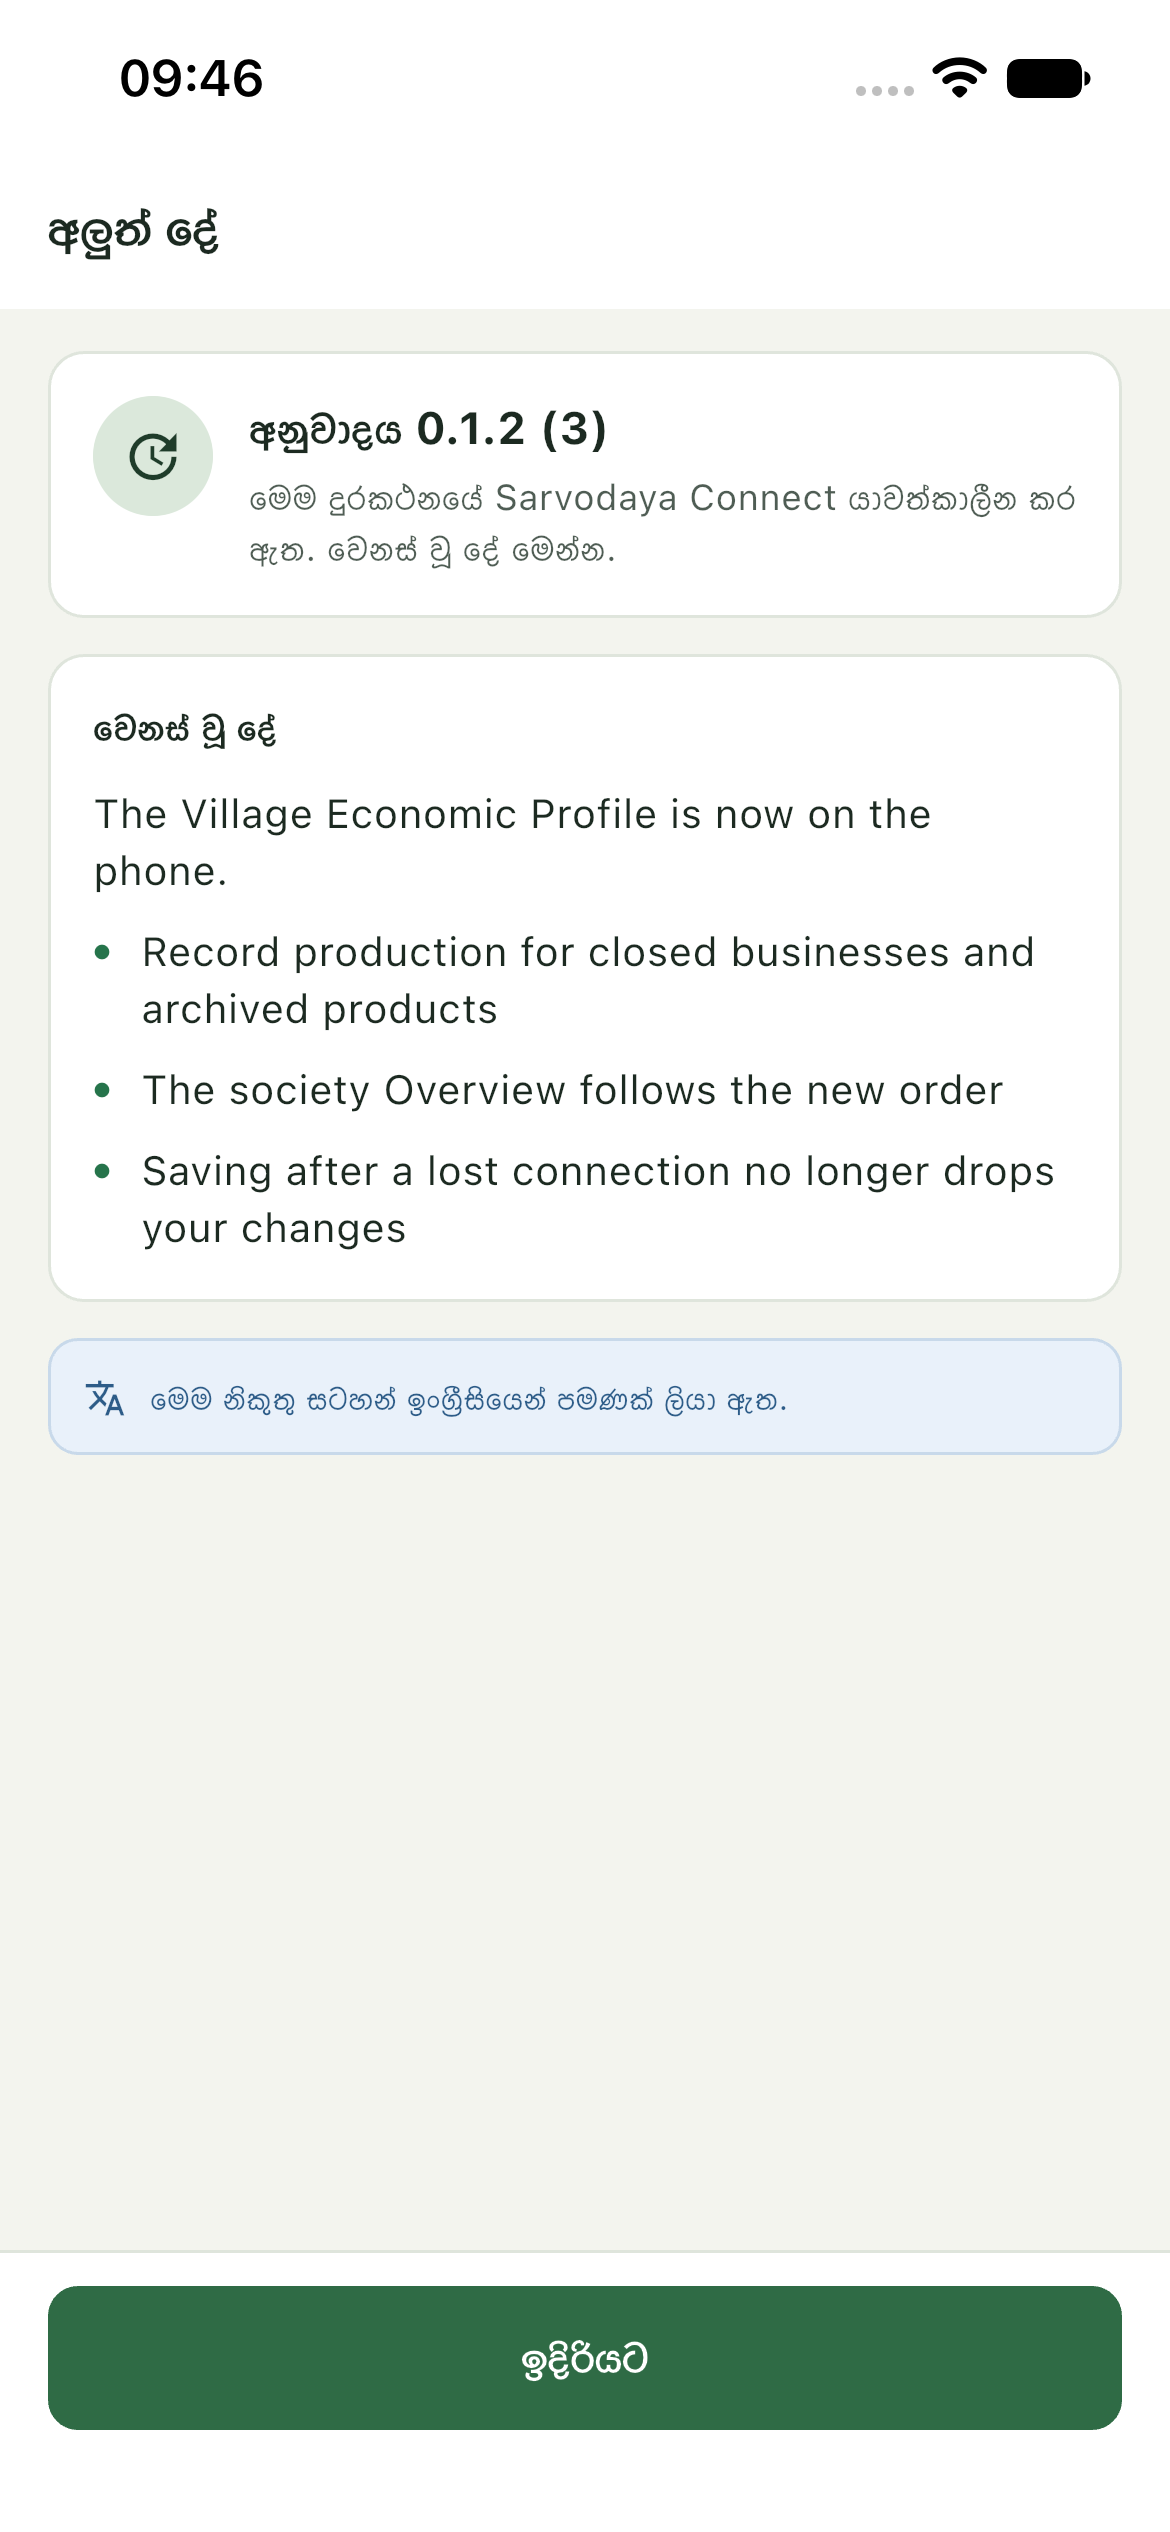 09:46
අලුත් දේ
අනුවාදය 0.1.2 (3)
මෙම දුරකථනයේ Sarvodaya Connect යාවත්කාලීන කර
ඇත. වෙනස් වූ දේ මෙන්න.
වෙනස් වූ දේ
The Village Economic Profile is now on the
phone.
• Record production for closed businesses and
archived products
• The society Overview follows the new order
• Saving after a lost connection no longer drops
your changes
මෙම නිකුතු සටහන් ඉංග්‍රීසියෙන් පමණක් ලියා ඇත.
ඉදිරියට